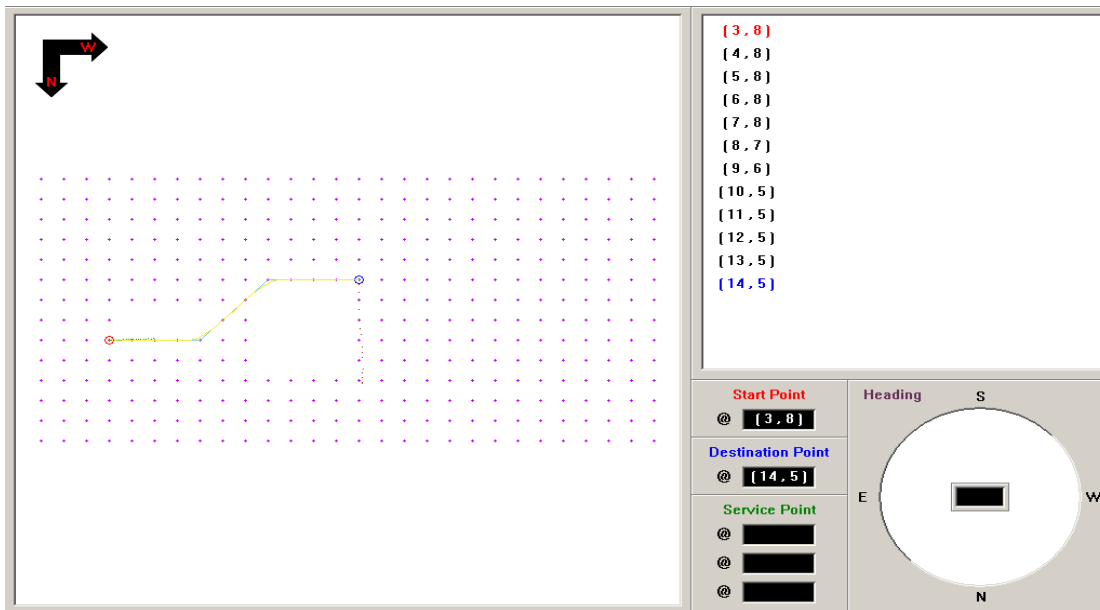 W
N
(3,8)
(4,8)
(5,8)
(6,8)
(7,8)
(8,7)
(9,6)
(10,5)
(11,5)
(12,5)
(13,5)
(14,5)
Start Point
@ (3,8)
Destination Point
@ (14,5)
Service Point
@
@
@
Heading
S
E
W
N